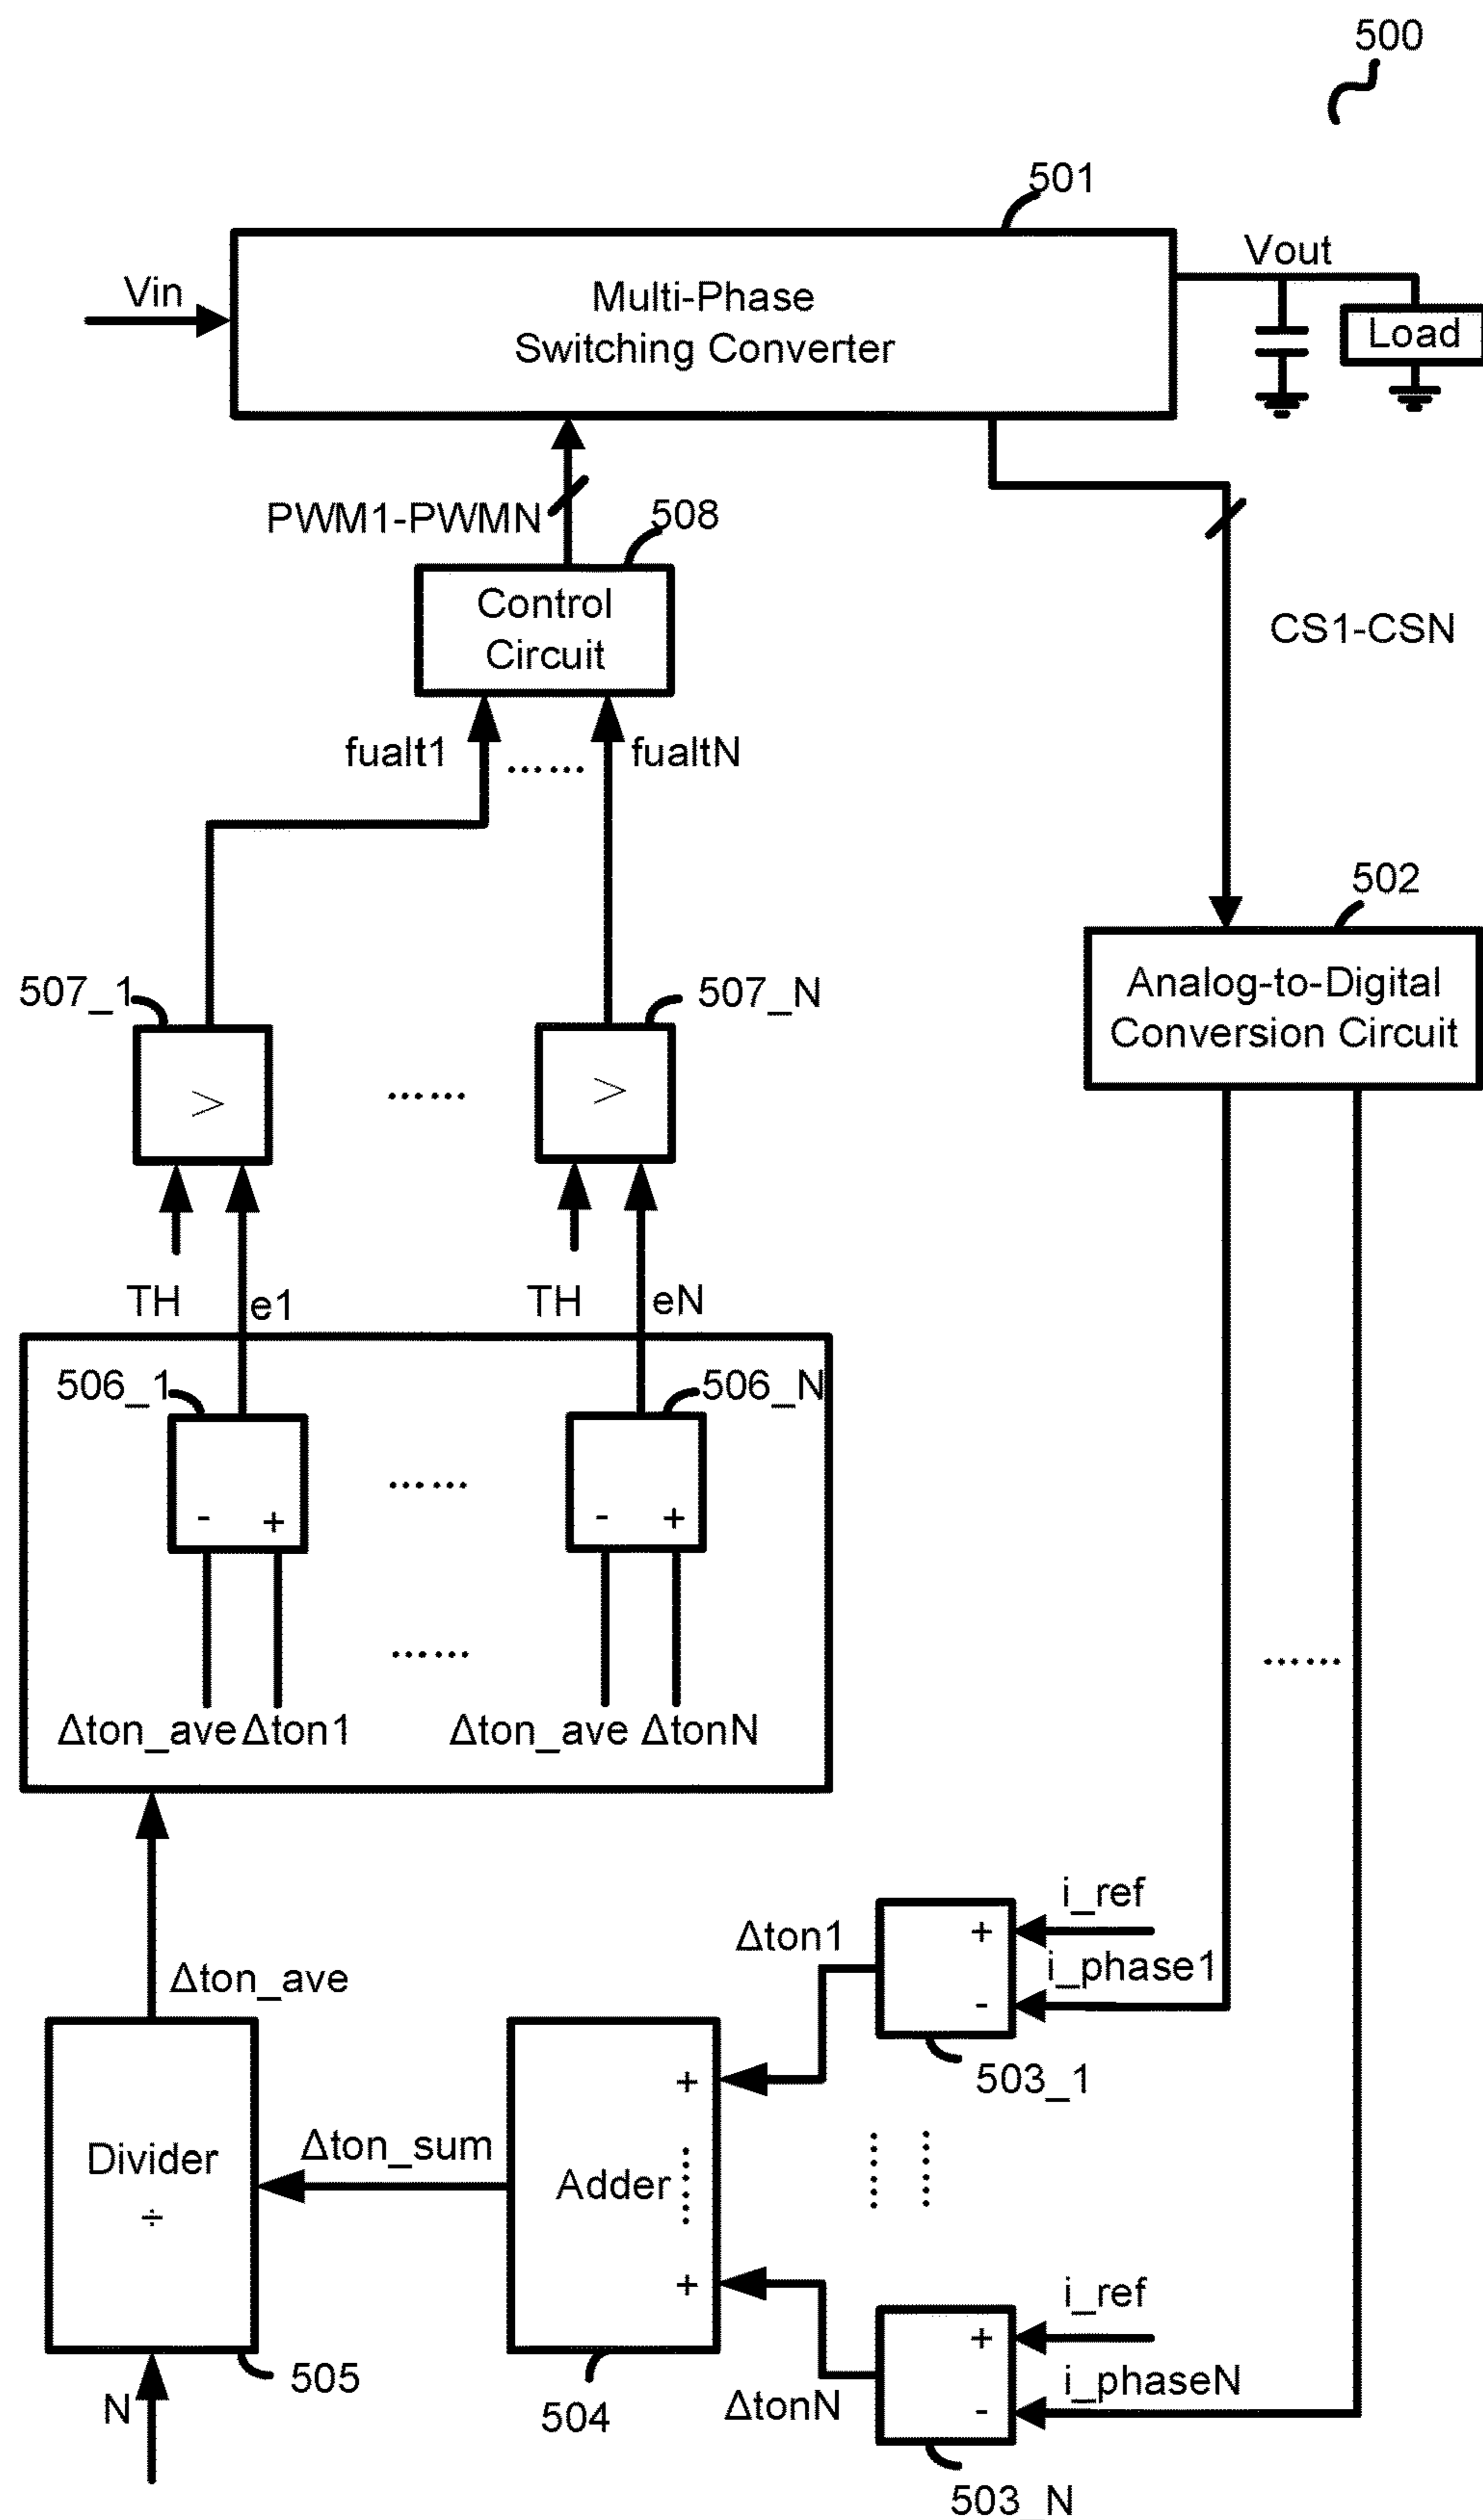 500
501
Vin
Multi-Phase
Switching Converter
Vout
Load
PWM1-PWMN
508
Control
Circuit
CS1-CSN
fualt1
......
fualtN
502
Analog-to-Digital
Conversion Circuit
507_1
507_N
>
......
>
TH
e1
TH
eN
506_1
506_N
......
- +
- +
......
Δton_ave
Δton1
Δton_ave
ΔtonN
......
i_ref
Δton1
+
i_phase1
-
Δton_ave
503_1
+
Divider
÷
Δton_sum
Adder
......
......
......
+
i_ref
+
505
N
504
ΔtonN
i_phaseN
-
503_N